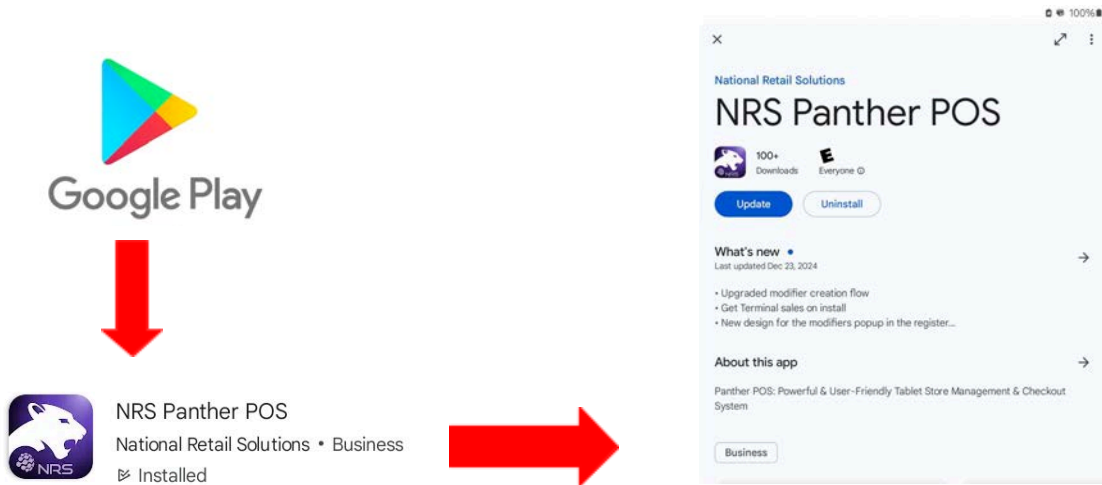 Google Play
NRS
NRS Panther POS
National Retail Solutions • Business
Installed
100%
National Retail Solutions
NRS Panther POS
NRS
100+
Downloads
E
Everyone
Update
Uninstall
What's new •
Last updated Dec 23, 2024
• Upgraded modifier creation flow
• Get Terminal sales on install
• New design for the modifiers popup in the register...
About this app
Panther POS: Powerful & User-Friendly Tablet Store Management & Checkout
System
Business